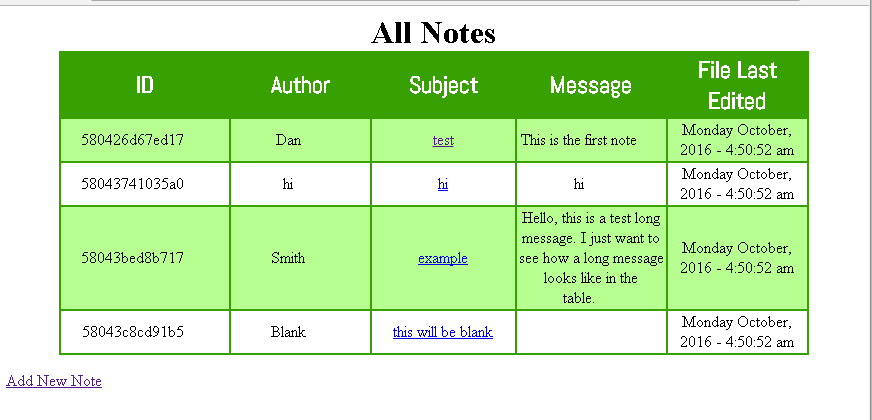 All Notes
ID Author Subject Message File Last
Edited
580426d67ed17 Dan test This is the first note Monday October,
2016 - 4:50:52 am
58043741035a0 hi hi hi Monday October,
2016 - 4:50:52 am
58043bed8b717 Smith example Hello, this is a test long
message. I just want to
see how a long message
looks like in the
table.
Monday October,
2016 - 4:50:52 am
58043c8cd91b5 Blank this will be blank Monday October,
2016 - 4:50:52 am
Add New Note